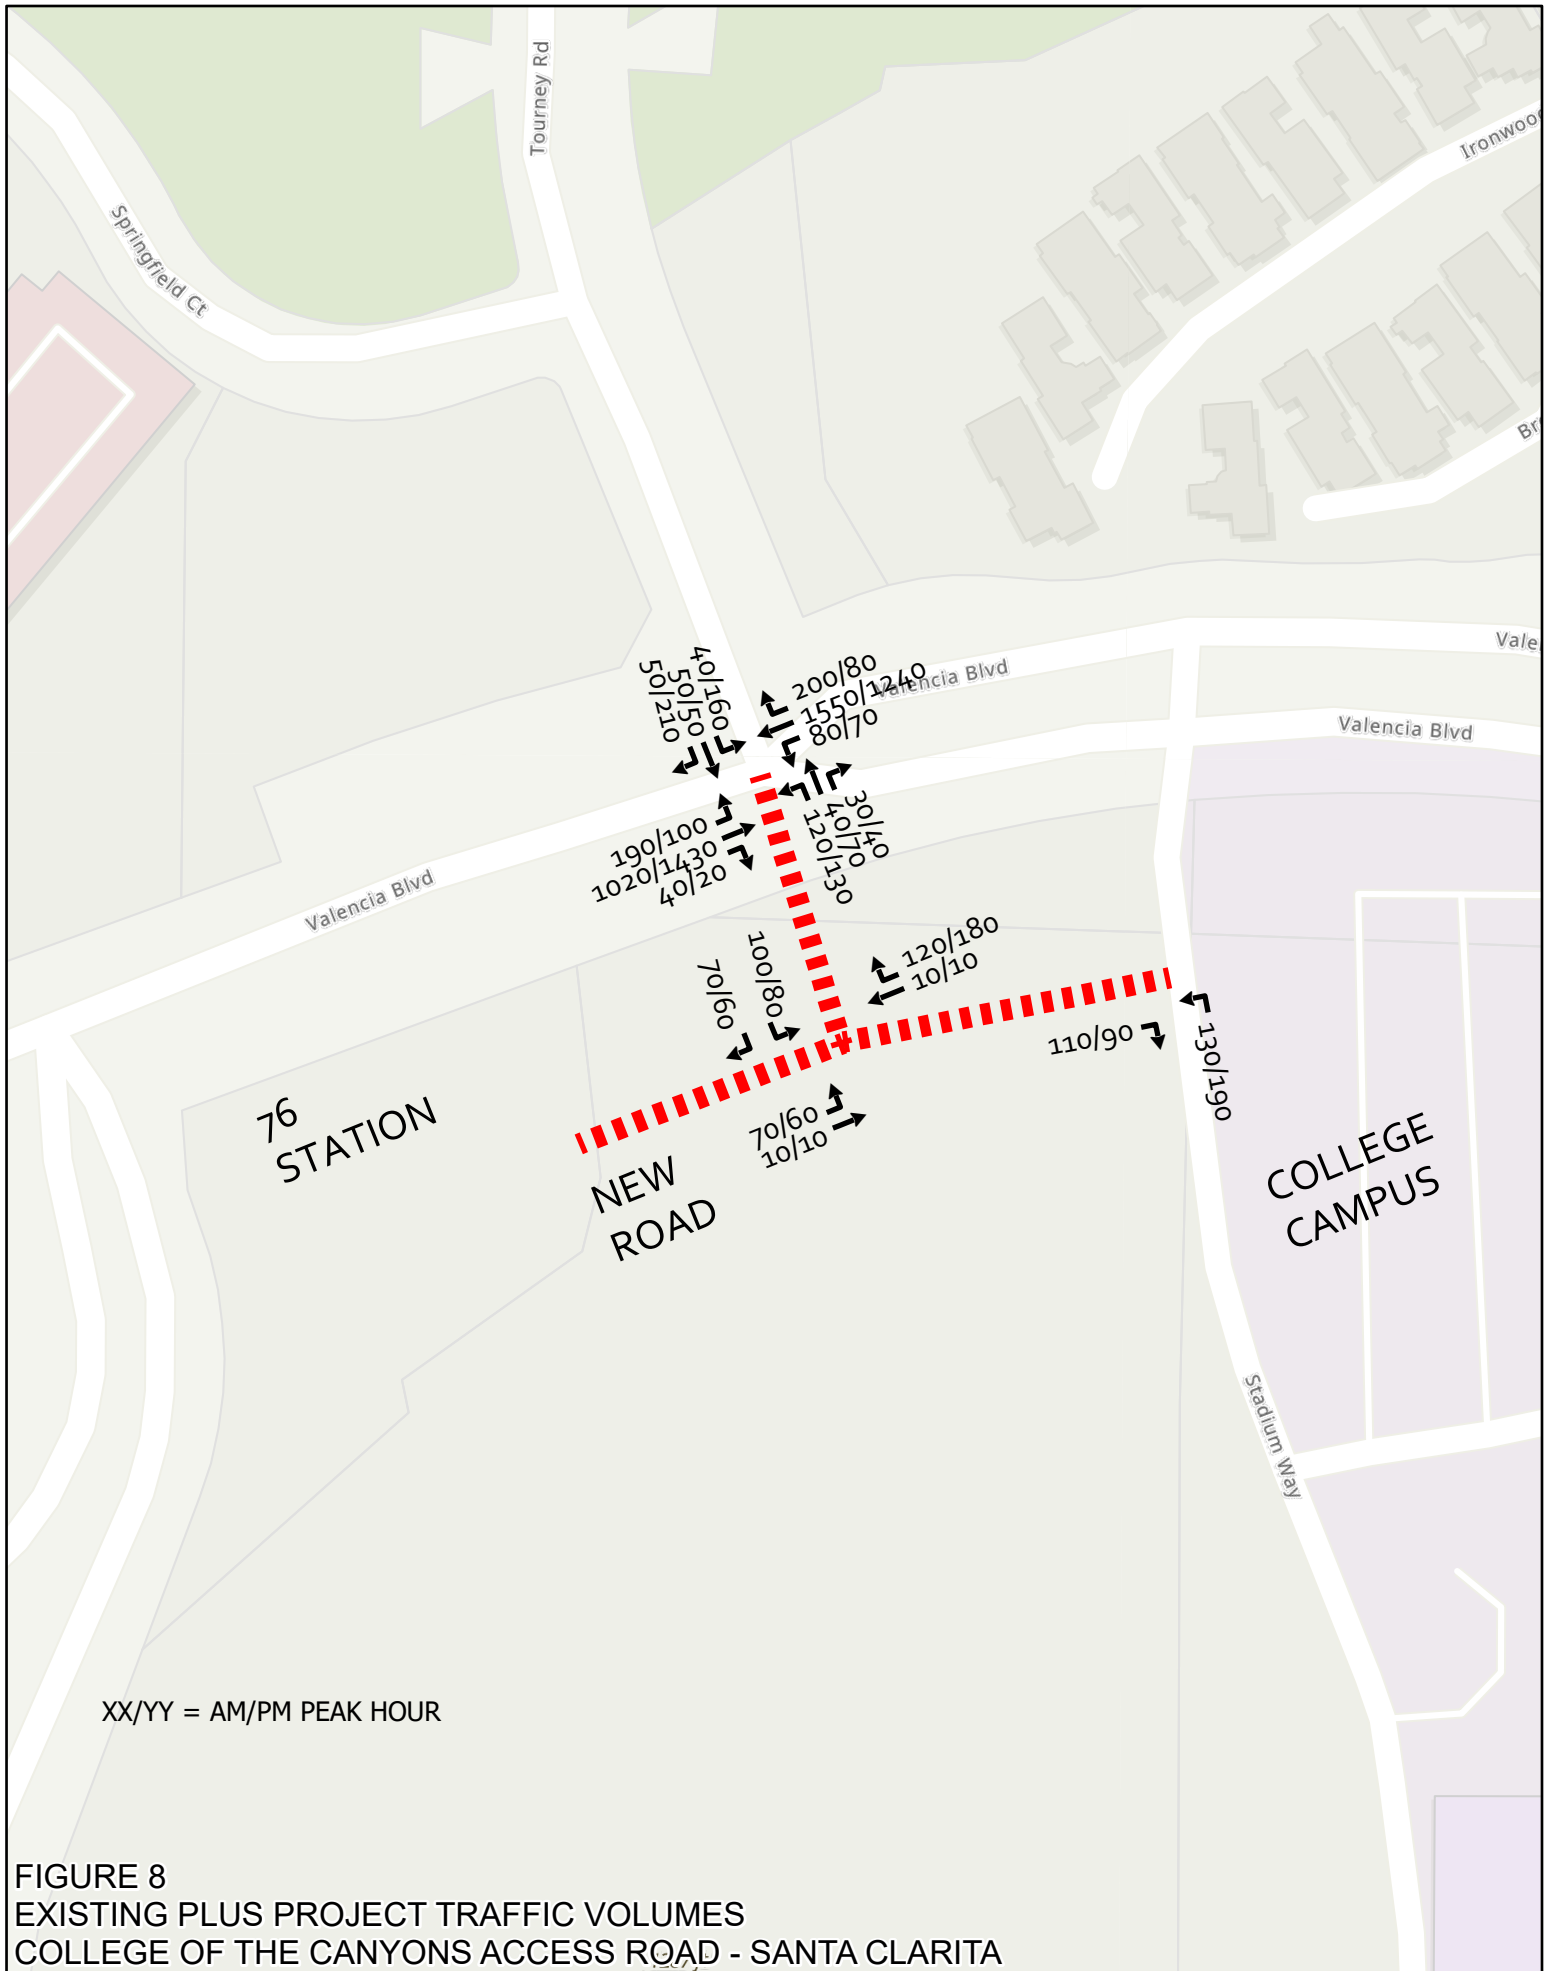 Tourney Rd
Ironwood
Springfield Ct
Valencia Blvd
Valencia Blvd
Valencia Blvd
50/210
50/50
40/160
200/80
1550/1240
80/70
190/100
1020/1430
40/20
120/130
40/70
30/40
70/60
100/80
120/180
10/10
110/90
130/190
70/60
10/10
76
STATION
NEW
ROAD
COLLEGE
CAMPUS
Stadium Way
XX/YY = AM/PM PEAK HOUR
FIGURE 8
EXISTING PLUS PROJECT TRAFFIC VOLUMES
COLLEGE OF THE CANYONS ACCESS ROAD - SANTA CLARITA